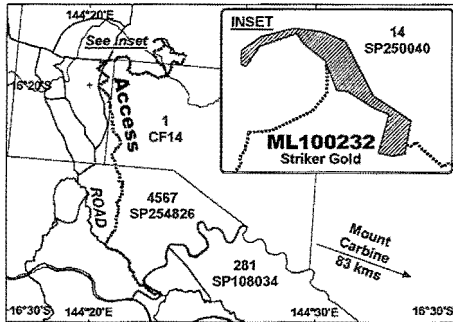 144°20'E
See Inset
INSET
14
SP250040
16°20'S
Access
1
CF14
ML100232
Striker Gold
ROAD
4567
SP254826
Mount
Carbine
83 kms
281
SP108034
16°30'S
144°20'E
144°30'E
16°30'S